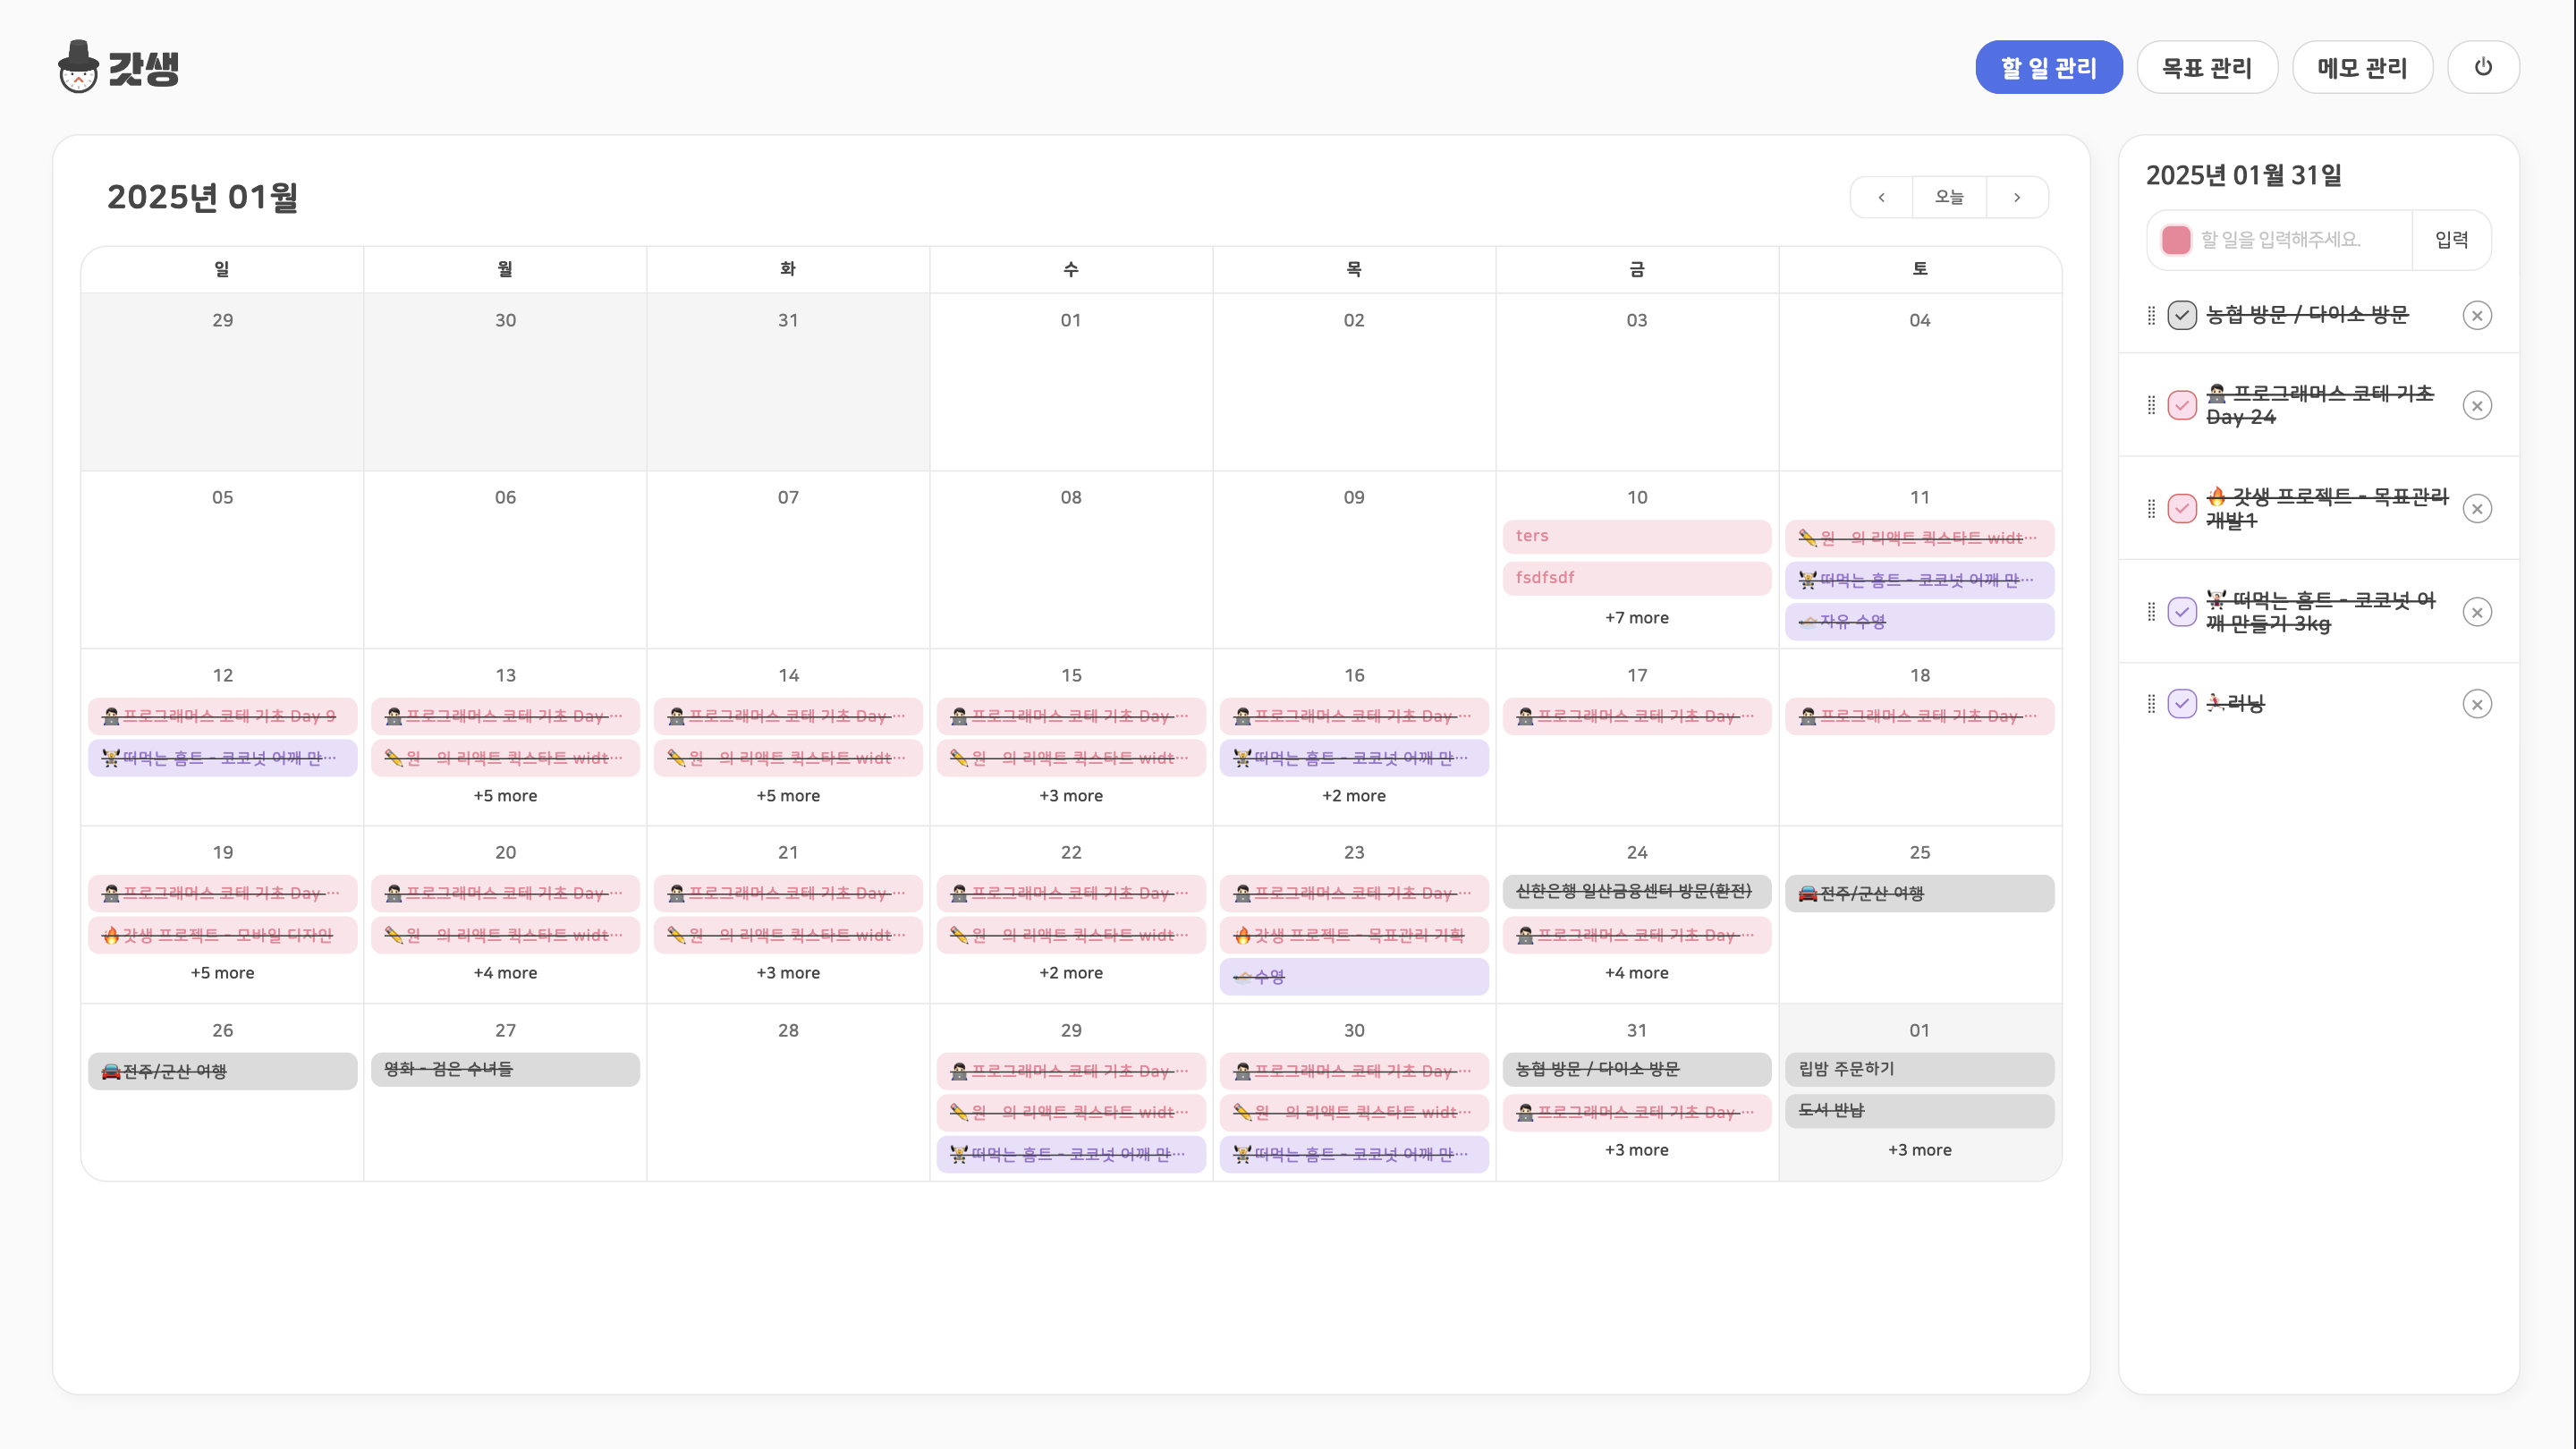 갓생
할 일 관리
목표 관리
메모 관리
2025년 01월
오늘
일 월 화 수 목 금 토
29 30 31 01 02 03 04
05 06 07 08 09 10 11
ters
fsdfsdf
+7 more
✏️원 의 리액트 퀵스타트 widt…
떠먹는 홈트 - 코코넛 어깨 만…
자유 수영
12 13 14 15 16 17 18
프로그래머스 코테 기초 Day 9
떠먹는 홈트 - 코코넛 어깨 만…
프로그래머스 코테 기초 Day …
✏️원 의 리액트 퀵스타트 widt…
+5 more
프로그래머스 코테 기초 Day …
✏️원 의 리액트 퀵스타트 widt…
+5 more
프로그래머스 코테 기초 Day …
✏️원 의 리액트 퀵스타트 widt…
+3 more
프로그래머스 코테 기초 Day …
떠먹는 홈트 - 코코넛 어깨 만…
+2 more
프로그래머스 코테 기초 Day …
프로그래머스 코테 기초 Day …
19 20 21 22 23 24 25
프로그래머스 코테 기초 Day …
🔥갓생 프로젝트 - 모바일 디자인
+5 more
프로그래머스 코테 기초 Day …
✏️원 의 리액트 퀵스타트 widt…
+4 more
프로그래머스 코테 기초 Day …
✏️원 의 리액트 퀵스타트 widt…
+3 more
프로그래머스 코테 기초 Day …
✏️원 의 리액트 퀵스타트 widt…
+2 more
프로그래머스 코테 기초 Day …
🔥갓생 프로젝트 - 목표관리 기획
수영
신한은행 일산금융센터 방문(환전)
프로그래머스 코테 기초 Day …
+4 more
🚘전주/군산 여행
26 27 28 29 30 31 01
🚘전주/군산 여행
영화 - 검은 수녀들
프로그래머스 코테 기초 Day …
✏️원 의 리액트 퀵스타트 widt…
떠먹는 홈트 - 코코넛 어깨 만…
프로그래머스 코테 기초 Day …
✏️원 의 리액트 퀵스타트 widt…
떠먹는 홈트 - 코코넛 어깨 만…
농협 방문 / 다이소 방문
프로그래머스 코테 기초 Day …
+3 more
립밤 주문하기
도서 반납
+3 more
2025년 01월 31일
할 일을 입력해주세요.
입력
농협 방문 / 다이소 방문
프로그래머스 코테 기초
Day 24
🔥 갓생 프로젝트 - 목표관리
개발1
떠먹는 홈트 - 코코넛 어
깨 만들기 3kg
러닝